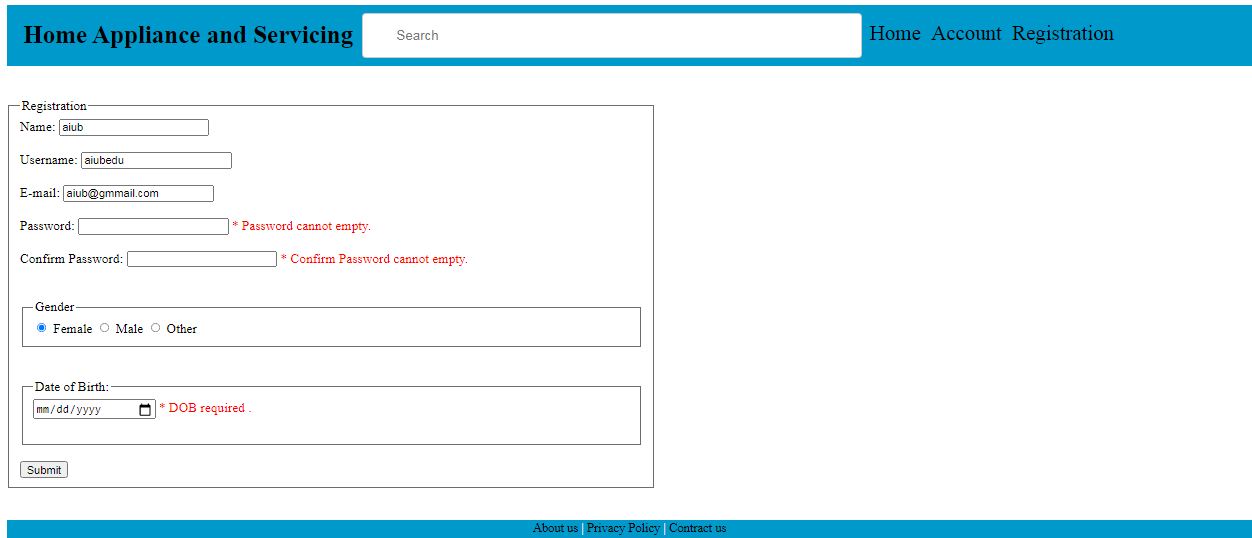 Home Appliance and Servicing Search Home Account Registration
Registration
Name: aiub
Username: aiubedu
E-mail: aiub@gmmail.com
Password: * Password cannot empty.
Confirm Password: * Confirm Password cannot empty.
Gender
Female Male Other
Date of Birth:
mm/dd/yyyy * DOB required .
Submit
About us | Privacy Policy | Contract us